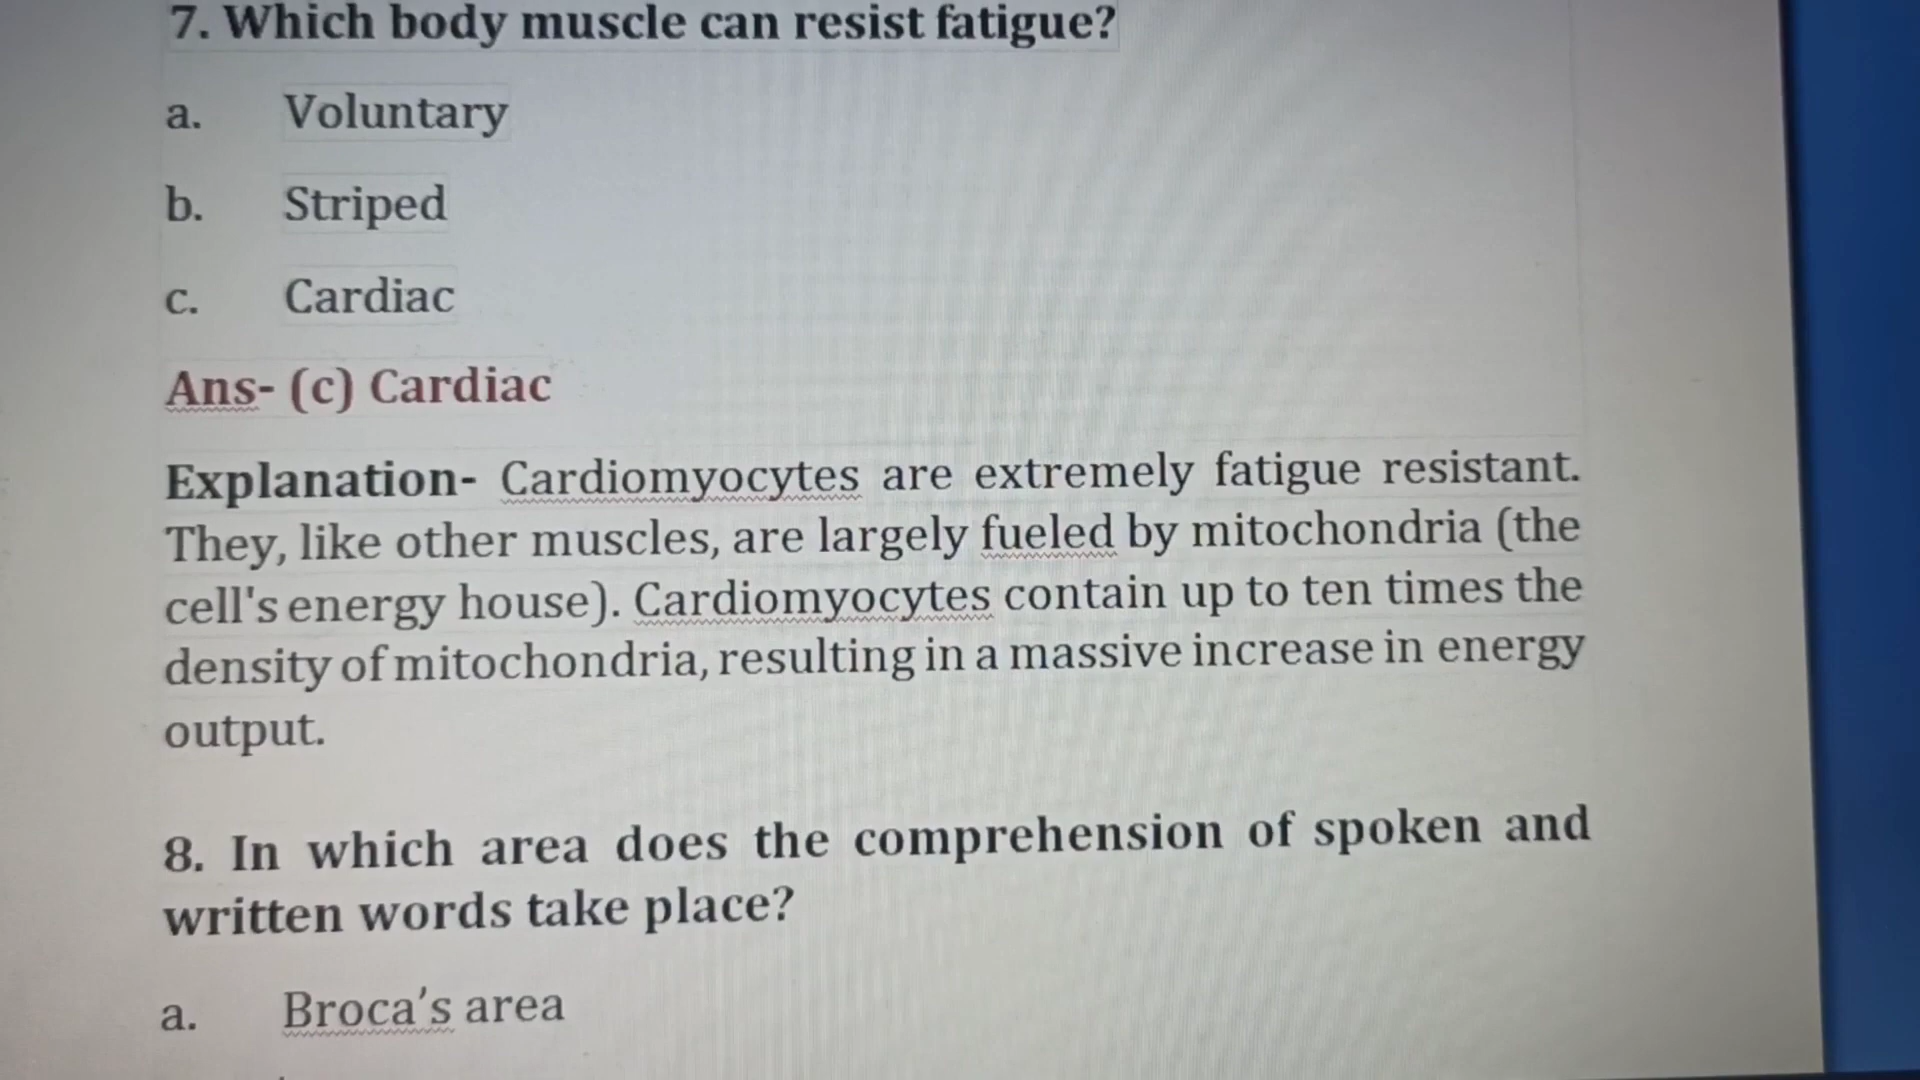 7. Which body muscle can resist fatigue?
a. Voluntary
b. Striped
c. Cardiac
Ans- (c) Cardiac
Explanation- Cardiomyocytes are extremely fatigue resistant.
They, like other muscles, are largely fueled by mitochondria (the
cell's energy house). Cardiomyocytes contain up to ten times the
density of mitochondria, resulting in a massive increase in energy
output.
8. In which area does the comprehension of spoken and
written words take place?
a. Broca's area